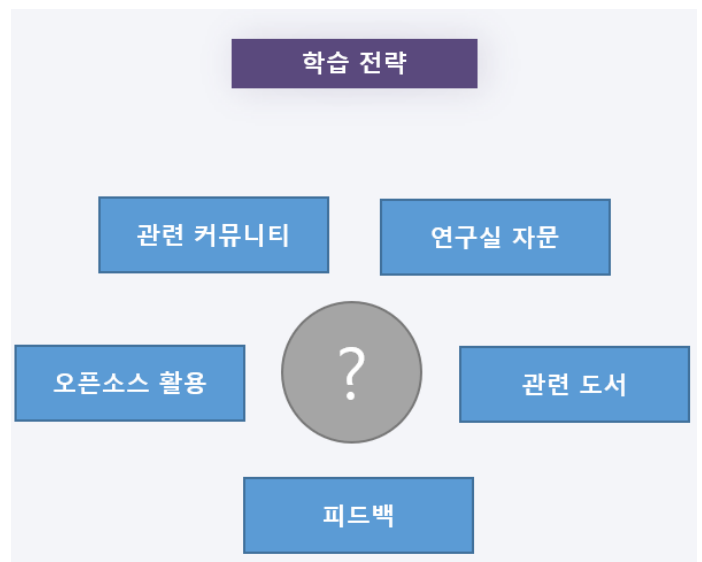 학습 전략
관련 커뮤니티
연구실 자문
오픈소스 활용
?
관련 도서
피드백